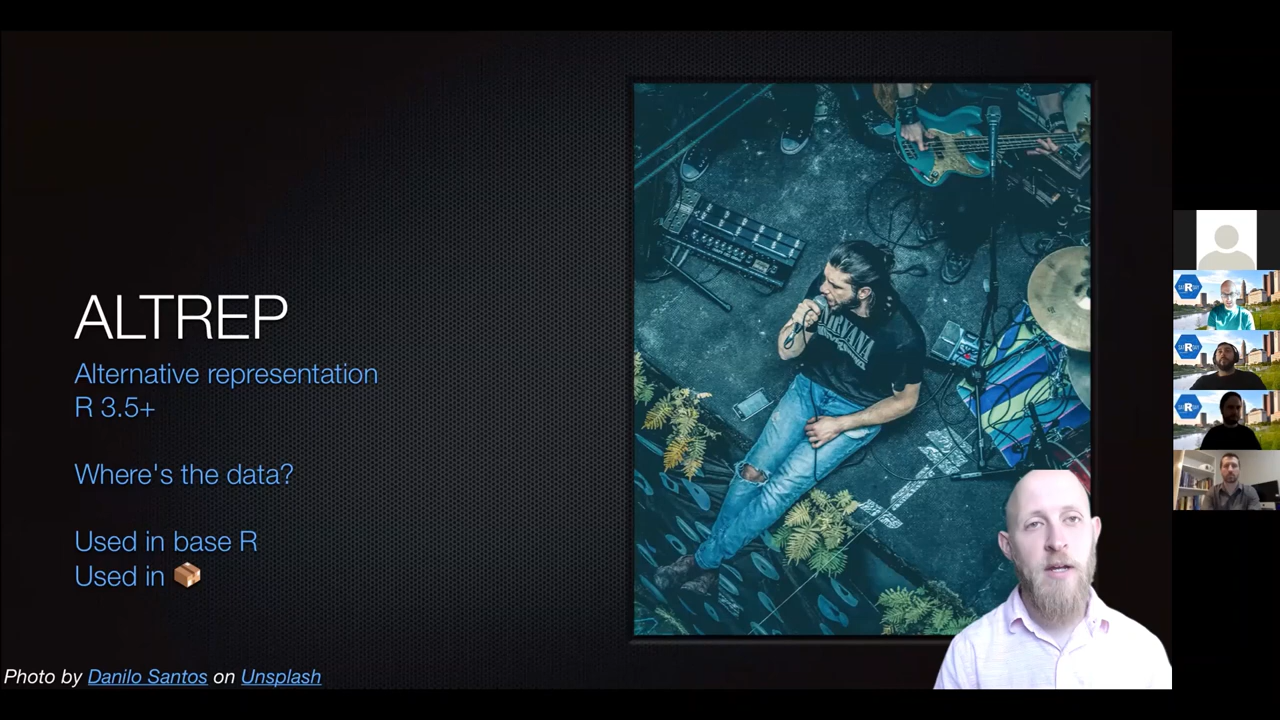 ALTREP
Alternative representation
R 3.5+
Where's the data?
Used in base R
Used in
Photo by Danilo Santos on Unsplash
NIRVANA
R
R
R